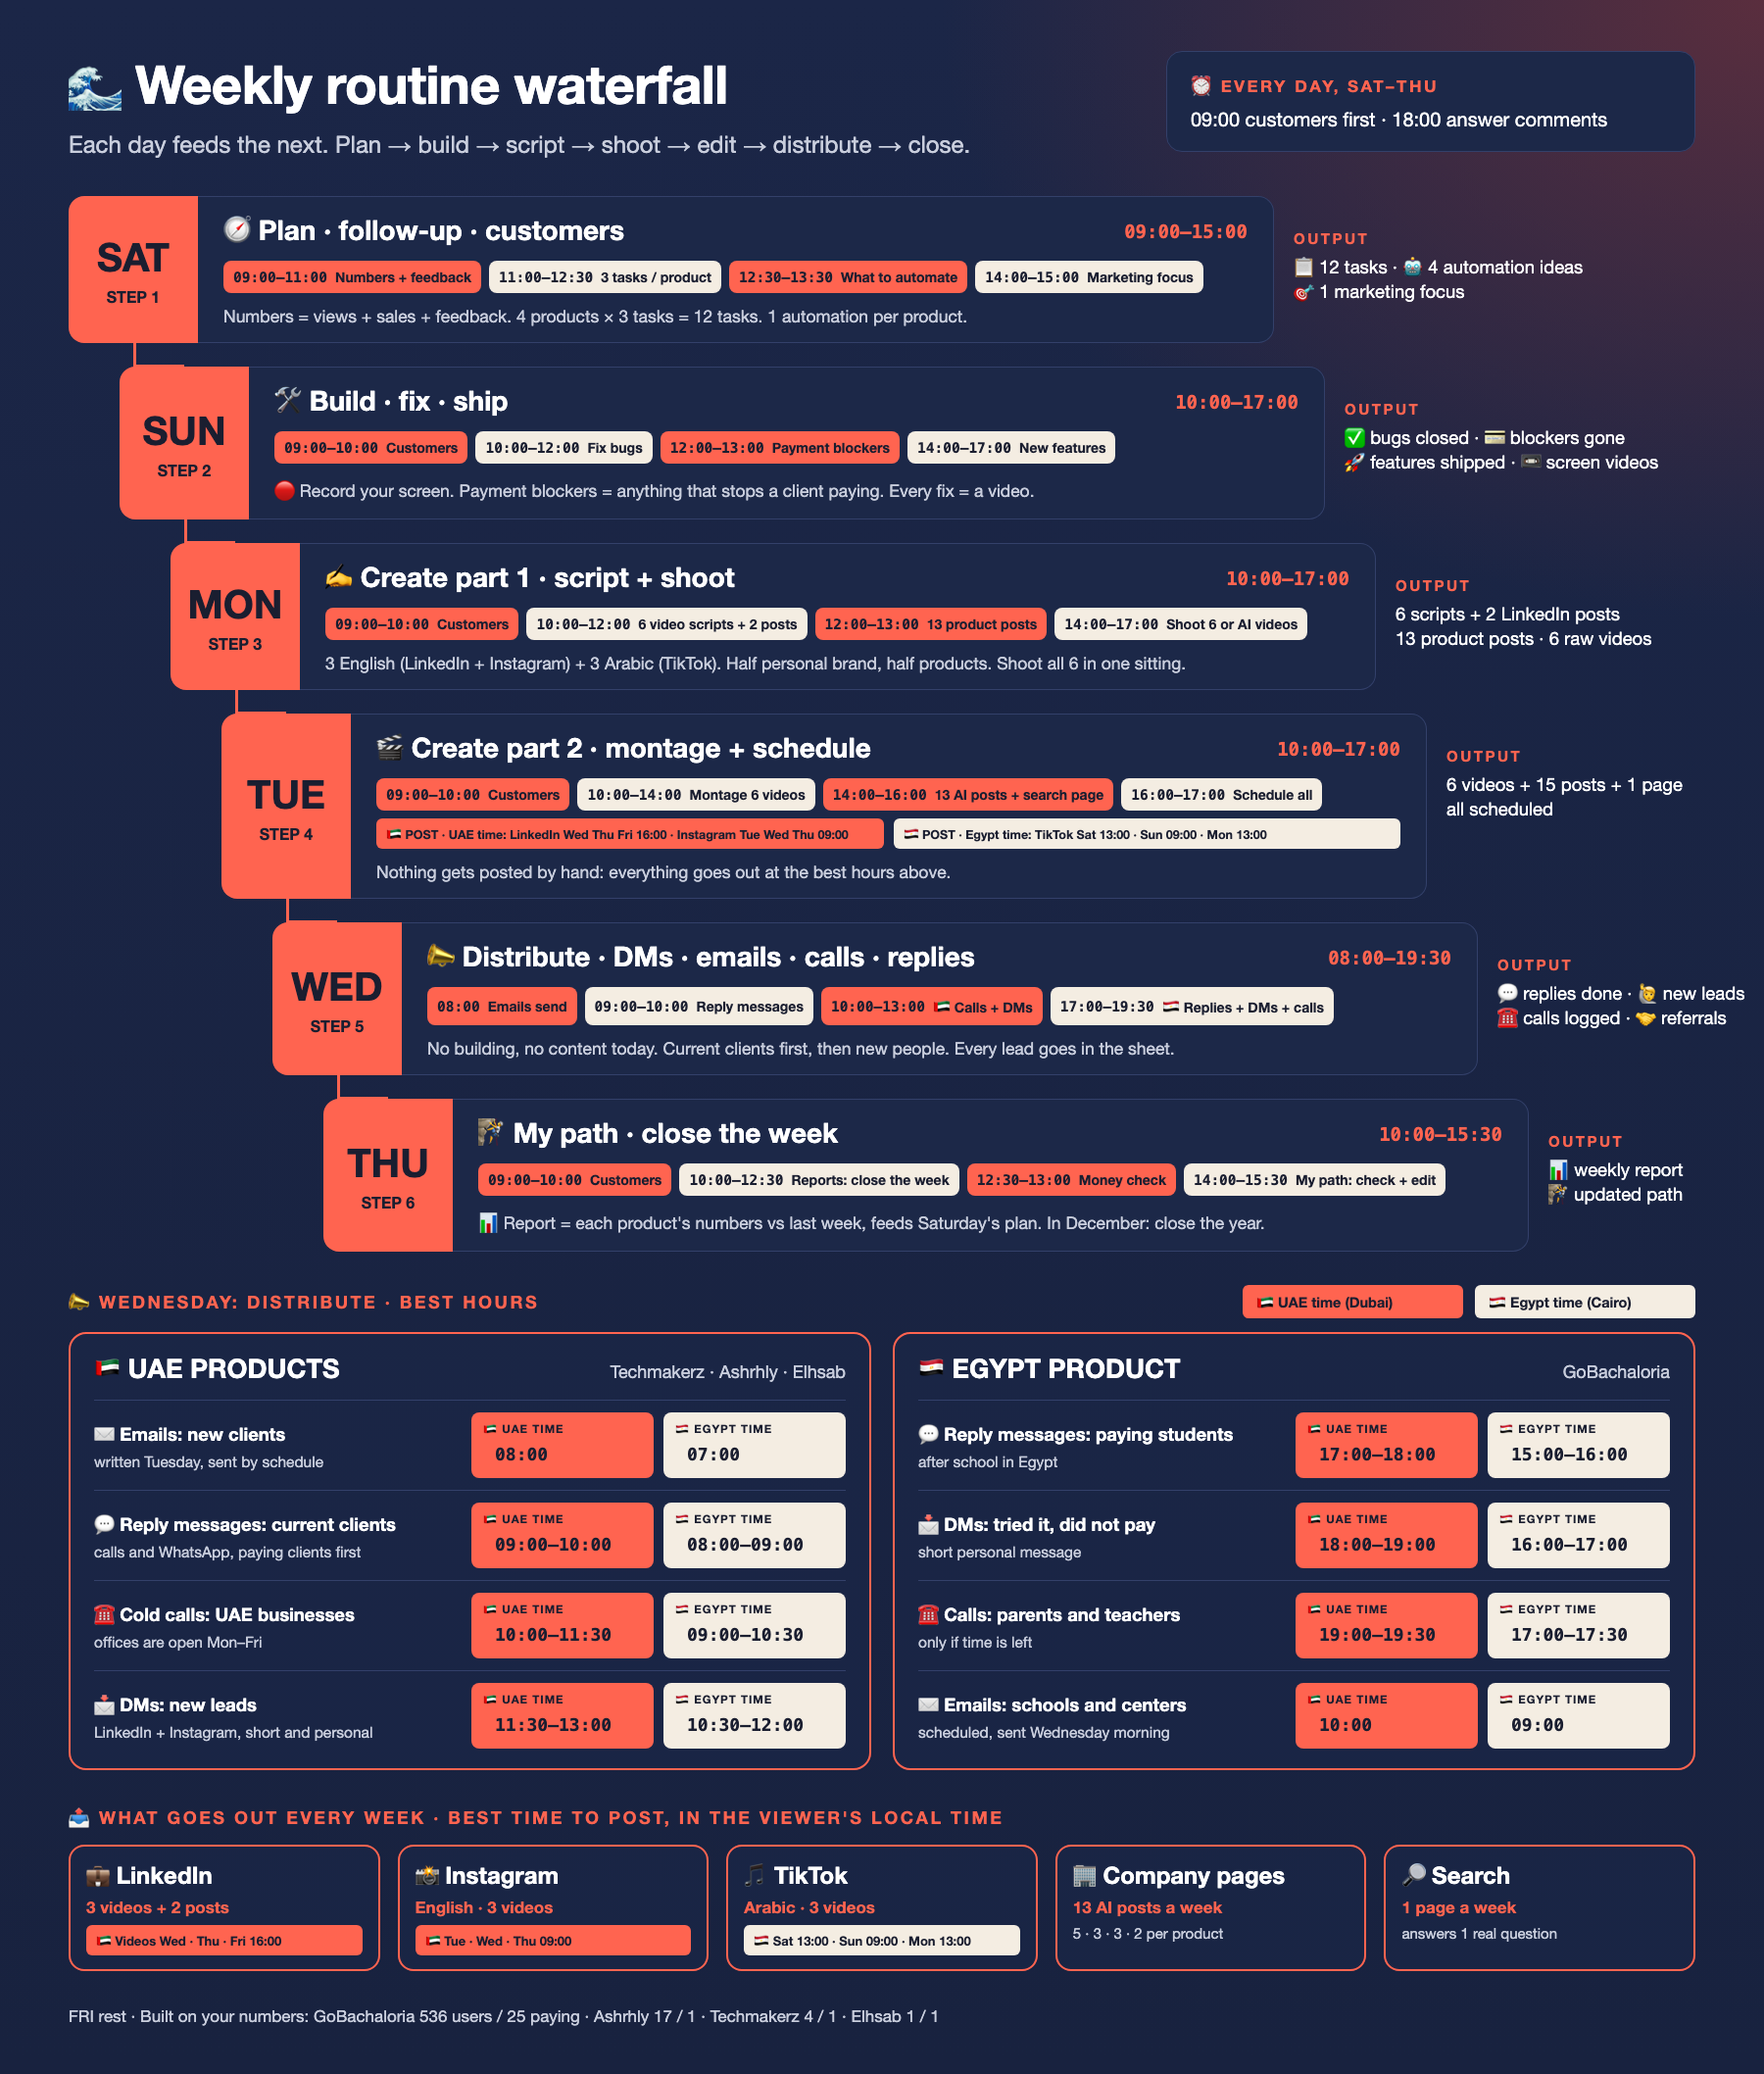 🌊 Weekly routine waterfall
Each day feeds the next. Plan → build → script → shoot → edit → distribute → close.
⏰ EVERY DAY, SAT–THU
09:00 customers first · 18:00 answer comments
SAT
STEP 1
🧭 Plan · follow-up · customers
09:00–15:00
09:00–11:00 Numbers + feedback
11:00–12:30 3 tasks / product
12:30–13:30 What to automate
14:00–15:00 Marketing focus
Numbers = views + sales + feedback. 4 products × 3 tasks = 12 tasks. 1 automation per product.
OUTPUT
📋 12 tasks · 🤖 4 automation ideas
🎯 1 marketing focus
SUN
STEP 2
🛠 Build · fix · ship
10:00–17:00
09:00–10:00 Customers
10:00–12:00 Fix bugs
12:00–13:00 Payment blockers
14:00–17:00 New features
🔴 Record your screen. Payment blockers = anything that stops a client paying. Every fix = a video.
OUTPUT
✅ bugs closed · 💳 blockers gone
🚀 features shipped · 📼 screen videos
MON
STEP 3
✍️ Create part 1 · script + shoot
10:00–17:00
09:00–10:00 Customers
10:00–12:00 6 video scripts + 2 posts
12:00–13:00 13 product posts
14:00–17:00 Shoot 6 or AI videos
3 English (LinkedIn + Instagram) + 3 Arabic (TikTok). Half personal brand, half products. Shoot all 6 in one sitting.
OUTPUT
6 scripts + 2 LinkedIn posts
13 product posts · 6 raw videos
TUE
STEP 4
🎬 Create part 2 · montage + schedule
10:00–17:00
09:00–10:00 Customers
10:00–14:00 Montage 6 videos
14:00–16:00 13 AI posts + search page
16:00–17:00 Schedule all
🇦🇪 POST · UAE time: LinkedIn Wed Thu Fri 16:00 · Instagram Tue Wed Thu 09:00
🇪🇬 POST · Egypt time: TikTok Sat 13:00 · Sun 09:00 · Mon 13:00
Nothing gets posted by hand: everything goes out at the best hours above.
OUTPUT
6 videos + 15 posts + 1 page
all scheduled
WED
STEP 5
📣 Distribute · DMs · emails · calls · replies
08:00–19:30
08:00 Emails send
09:00–10:00 Reply messages
10:00–13:00 🇦🇪 Calls + DMs
17:00–19:30 🇪🇬 Replies + DMs + calls
No building, no content today. Current clients first, then new people. Every lead goes in the sheet.
OUTPUT
💬 replies done · 🙋 new leads
☎️ calls logged · 🤝 referrals
THU
STEP 6
🧗 My path · close the week
10:00–15:30
09:00–10:00 Customers
10:00–12:30 Reports: close the week
12:30–13:00 Money check
14:00–15:30 My path: check + edit
📊 Report = each product's numbers vs last week, feeds Saturday's plan. In December: close the year.
OUTPUT
📊 weekly report
🧗 updated path
📣 WEDNESDAY: DISTRIBUTE · BEST HOURS
🇦🇪 UAE time (Dubai)
🇪🇬 Egypt time (Cairo)
🇦🇪 UAE PRODUCTS
Techmakerz · Ashrhly · Elhsab
✉️ Emails: new clients
written Tuesday, sent by schedule
🇦🇪 UAE TIME
08:00
🇪🇬 EGYPT TIME
07:00
💬 Reply messages: current clients
calls and WhatsApp, paying clients first
🇦🇪 UAE TIME
09:00–10:00
🇪🇬 EGYPT TIME
08:00–09:00
☎️ Cold calls: UAE businesses
offices are open Mon–Fri
🇦🇪 UAE TIME
10:00–11:30
🇪🇬 EGYPT TIME
09:00–10:30
📩 DMs: new leads
LinkedIn + Instagram, short and personal
🇦🇪 UAE TIME
11:30–13:00
🇪🇬 EGYPT TIME
10:30–12:00
🇪🇬 EGYPT PRODUCT
GoBachaloria
💬 Reply messages: paying students
after school in Egypt
🇦🇪 UAE TIME
17:00–18:00
🇪🇬 EGYPT TIME
15:00–16:00
📩 DMs: tried it, did not pay
short personal message
🇦🇪 UAE TIME
18:00–19:00
🇪🇬 EGYPT TIME
16:00–17:00
☎️ Calls: parents and teachers
only if time is left
🇦🇪 UAE TIME
19:00–19:30
🇪🇬 EGYPT TIME
17:00–17:30
✉️ Emails: schools and centers
scheduled, sent Wednesday morning
🇦🇪 UAE TIME
10:00
🇪🇬 EGYPT TIME
09:00
📤 WHAT GOES OUT EVERY WEEK · BEST TIME TO POST, IN THE VIEWER'S LOCAL TIME
💼 LinkedIn
3 videos + 2 posts
🇦🇪 Videos Wed · Thu · Fri 16:00
📸 Instagram
English · 3 videos
🇦🇪 Tue · Wed · Thu 09:00
🎵 TikTok
Arabic · 3 videos
🇪🇬 Sat 13:00 · Sun 09:00 · Mon 13:00
🏢 Company pages
13 AI posts a week
5 · 3 · 3 · 2 per product
🔎 Search
1 page a week
answers 1 real question
FRI rest · Built on your numbers: GoBachaloria 536 users / 25 paying · Ashrhly 17 / 1 · Techmakerz 4 / 1 · Elhsab 1 / 1